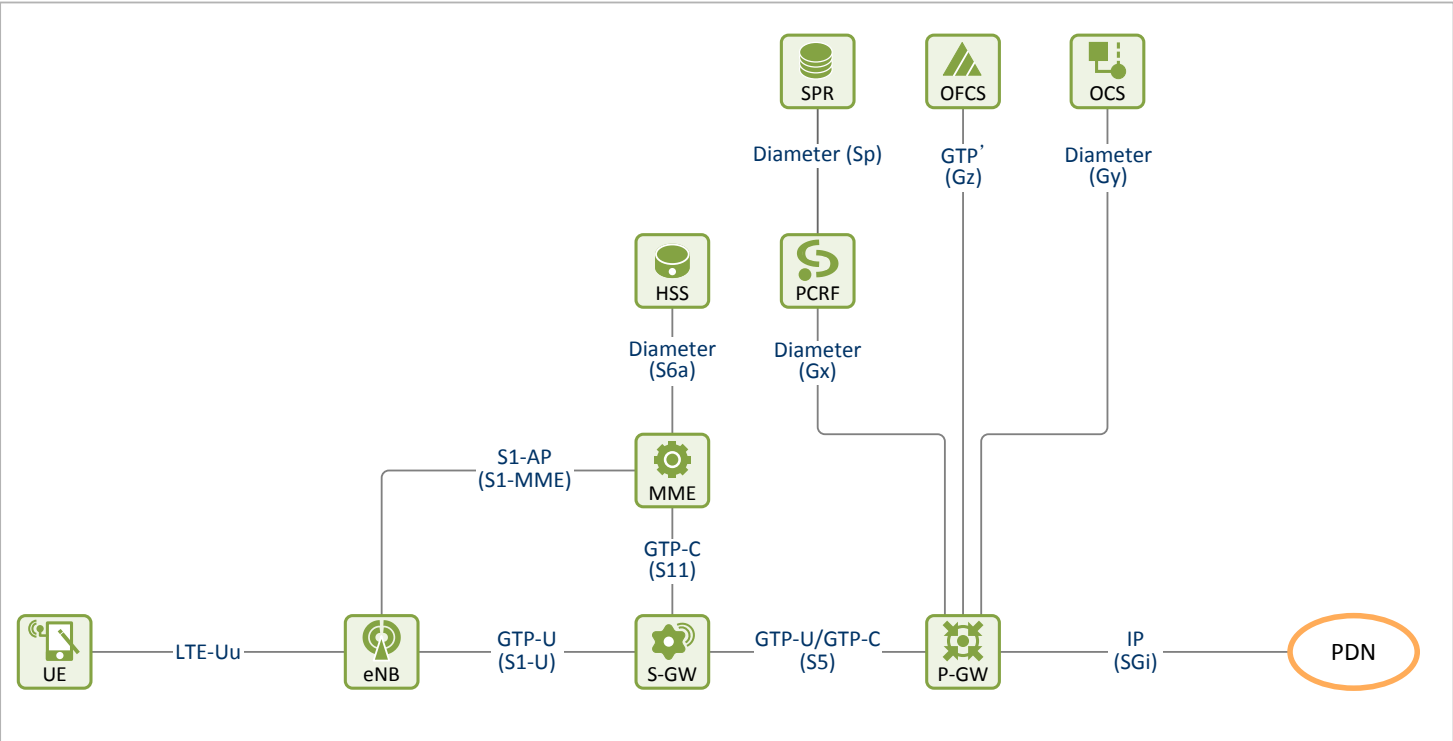 SPR
OFCS
OCS
Diameter (Sp)
GTP’
(Gz)
Diameter
(Gy)
HSS
PCRF
Diameter
(S6a)
Diameter
(Gx)
S1-AP
(S1-MME)
MME
GTP-C
(S11)
UE
LTE-Uu
eNB
GTP-U
(S1-U)
S-GW
GTP-U/GTP-C
(S5)
P-GW
IP
(SGi)
PDN